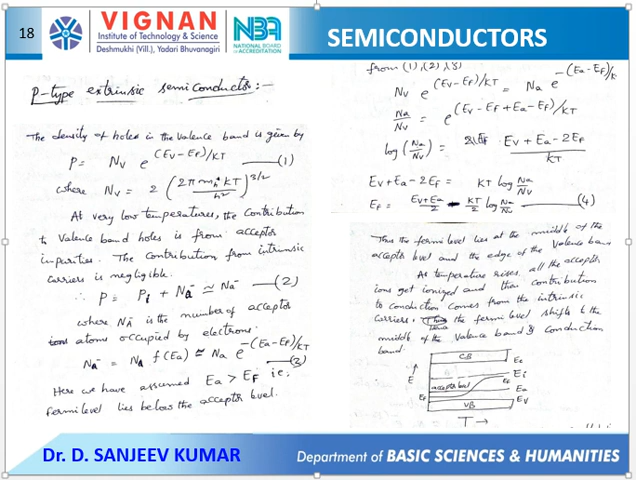 18
VIGNAN
Institute of Technology & Science
Deshmukhi (Vill.), Yadari Bhuvanagiri
NBA
NATIONAL BOARD
of ACCREDITATION
SEMICONDUCTORS
p-type extrinsic semiconductor:-
The density of holes in the Valence band is given by
P = Nv e^(Ev-EF)/KT —(1)
where Nv = 2 (2πm*h KT / h²)^3/2
At very low temperatures, the Contribution
to Valence band holes is from acceptor
impurities. The contribution from intrinsic
carriers is negligible.
∴ P = Pi + Na⁻ ≃ Na⁻ —(2)
where NA⁻ is the number of acceptor
atoms occupied by electrons.
Na⁻ = NA f(Ea) ≃ Na e^-(Ea-EF)/KT —(3)
Here we have assumed Ea > EF i.e.
fermi level lies below the acceptor level.
from (1), (2) & 3
Nv e^(Ev-EF)/KT = Na e^-(Ea-EF)/K
Na/Nv = e^(Ev-EF+Ea-EF)/KT
log(Na/Nv) = Ev+Ea-2EF / KT
Ev+Ea-2EF = KT log Na/Nv
EF = Ev+Ea/2 - KT/2 log Na/Nv —(4)
Thus the fermi level lies at the middle of the
acceptor level and the edge of the Valence band
As temperature rises, all the acceptor
ions get ionized and the contribution
to conduction comes from the intrinsic
carriers. Thus the fermi level shifts to the
middle of the Valence band & conduction
band.
C.B Ec
E Ei
acceptor level
EF Ea
VB Ev
T →
Dr. D. SANJEEV KUMAR
Department of BASIC SCIENCES & HUMANITIES